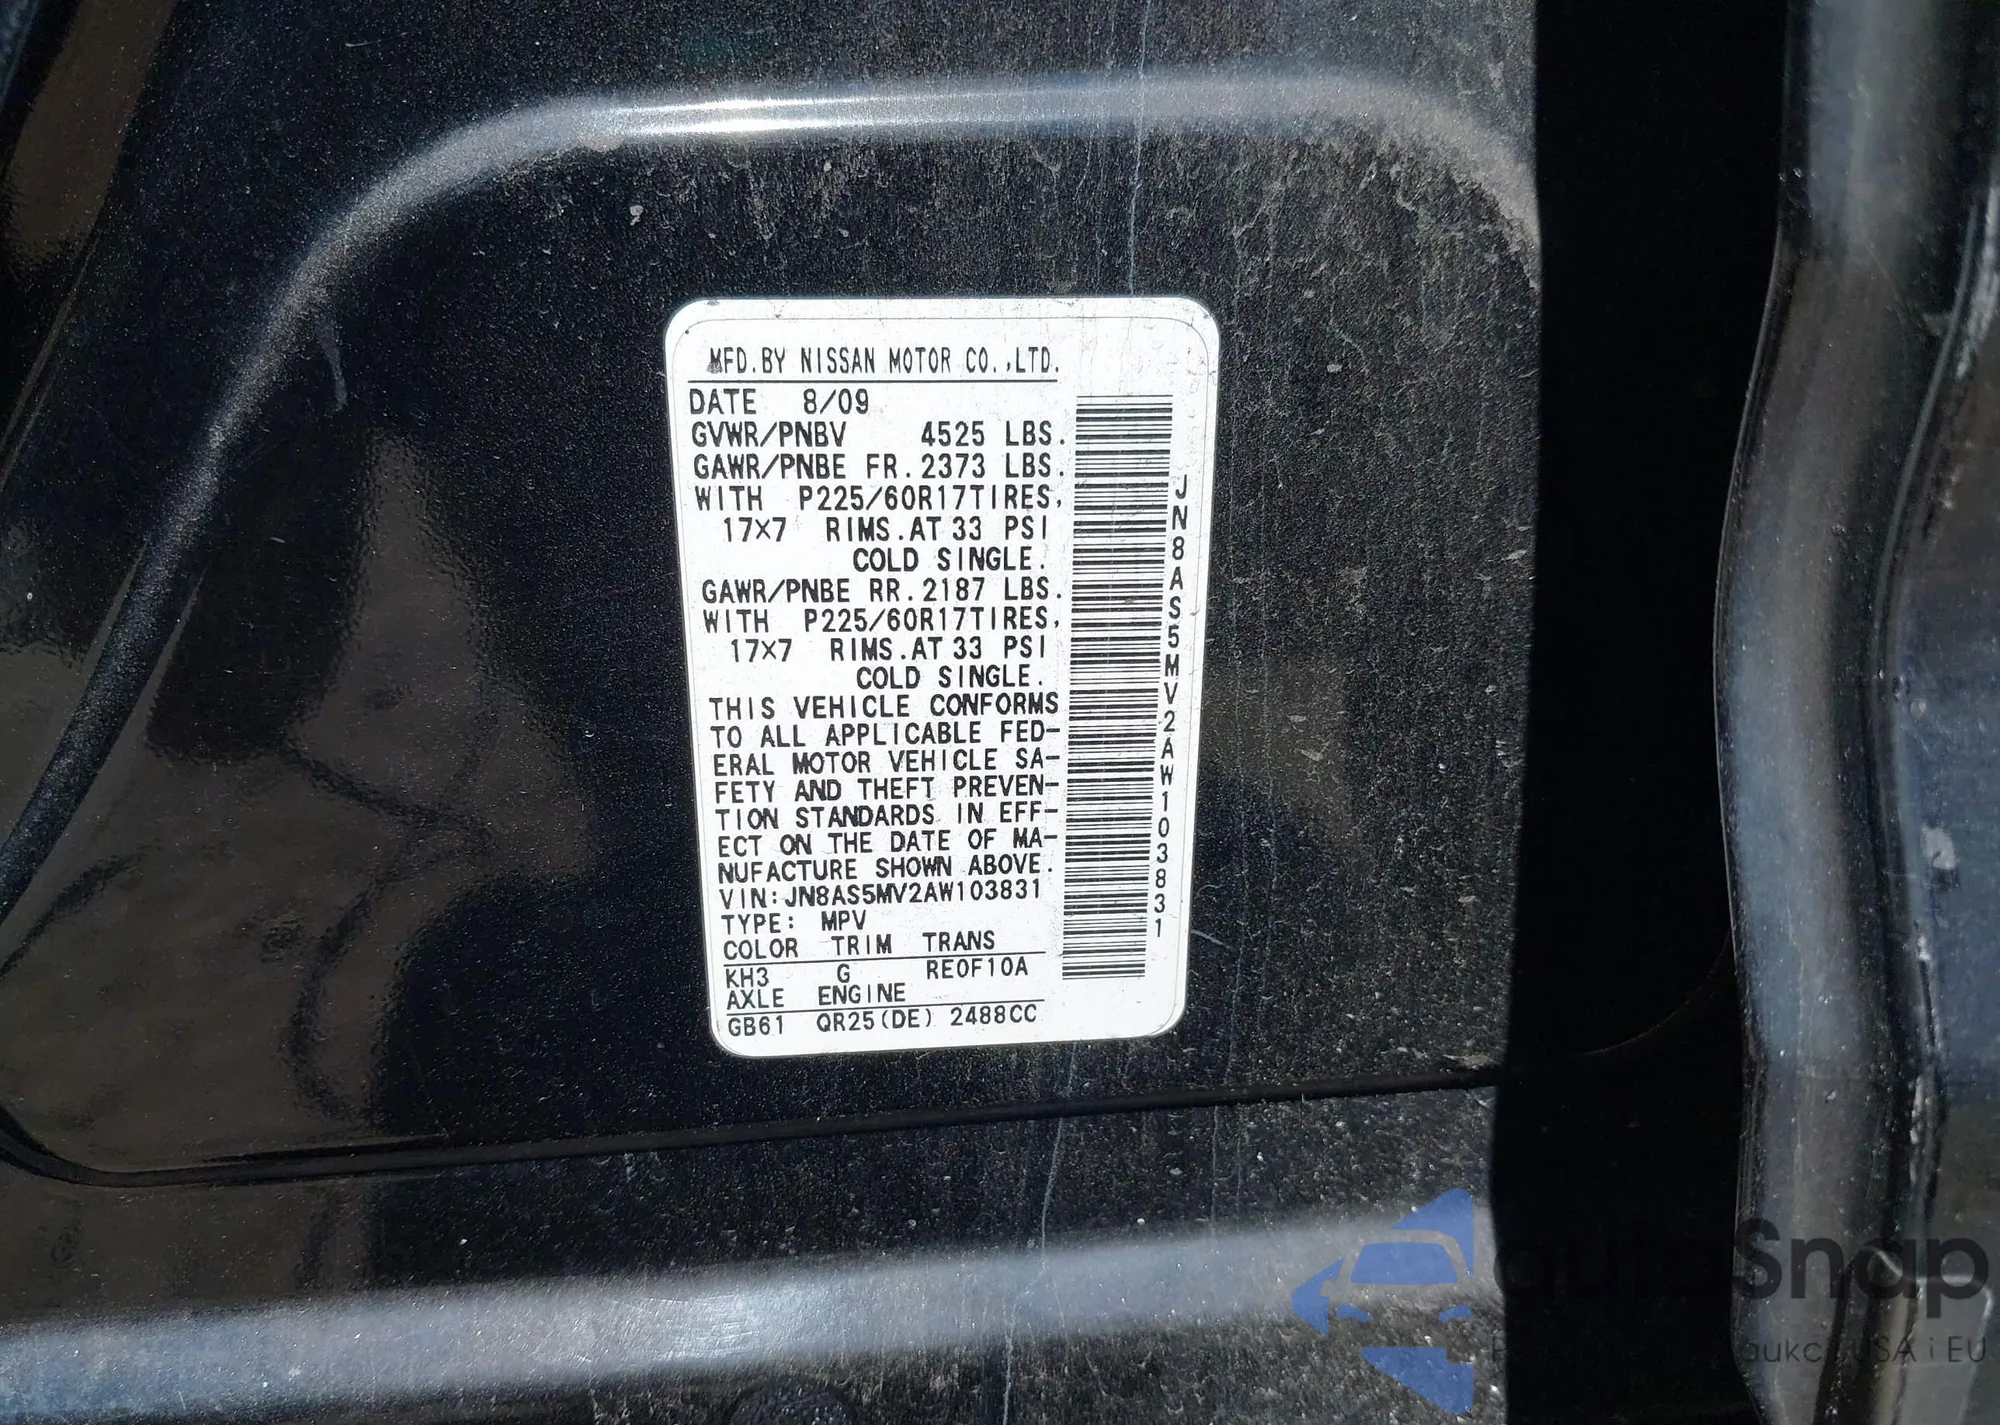 MFD.BY NISSAN MOTOR CO.,LTD.
DATE 8/09
GVWR/PNBV 4525 LBS.
GAWR/PNBE FR.2373 LBS.
WITH P225/60R17TIRES,
17×7 RIMS.AT 33 PSI
COLD SINGLE.
GAWR/PNBE RR.2187 LBS.
WITH P225/60R17TIRES,
17×7 RIMS.AT 33 PSI
COLD SINGLE.
THIS VEHICLE CONFORMS
TO ALL APPLICABLE FED-
ERAL MOTOR VEHICLE SA-
FETY AND THEFT PREVEN-
TION STANDARDS IN EFF-
ECT ON THE DATE OF MA-
NUFACTURE SHOWN ABOVE.
VIN:JN8AS5MV2AW103831
TYPE: MPV
COLOR TRIM TRANS
KH3 G RE0F10A
AXLE ENGINE
GB61 QR25(DE) 2488CC
JN8AS5MV2AW103831
autoSnap
USA i EU